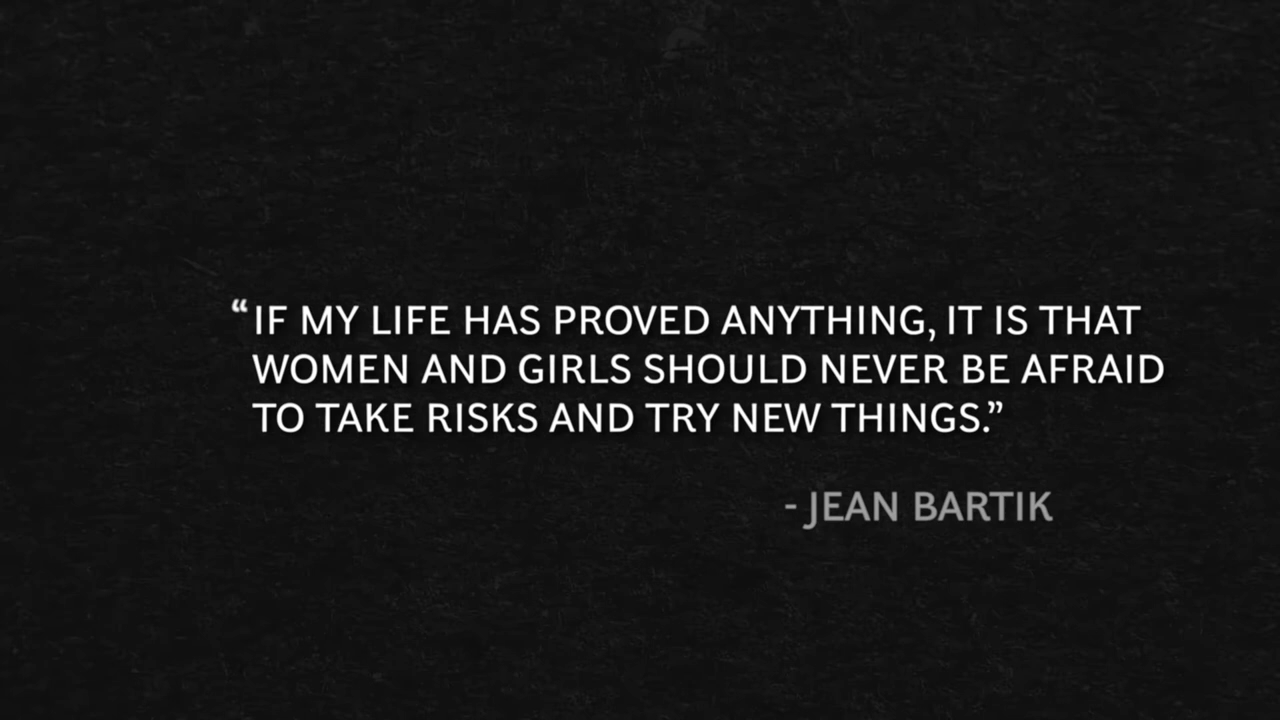 “IF MY LIFE HAS PROVED ANYTHING, IT IS THAT
WOMEN AND GIRLS SHOULD NEVER BE AFRAID
TO TAKE RISKS AND TRY NEW THINGS.”
- JEAN BARTIK